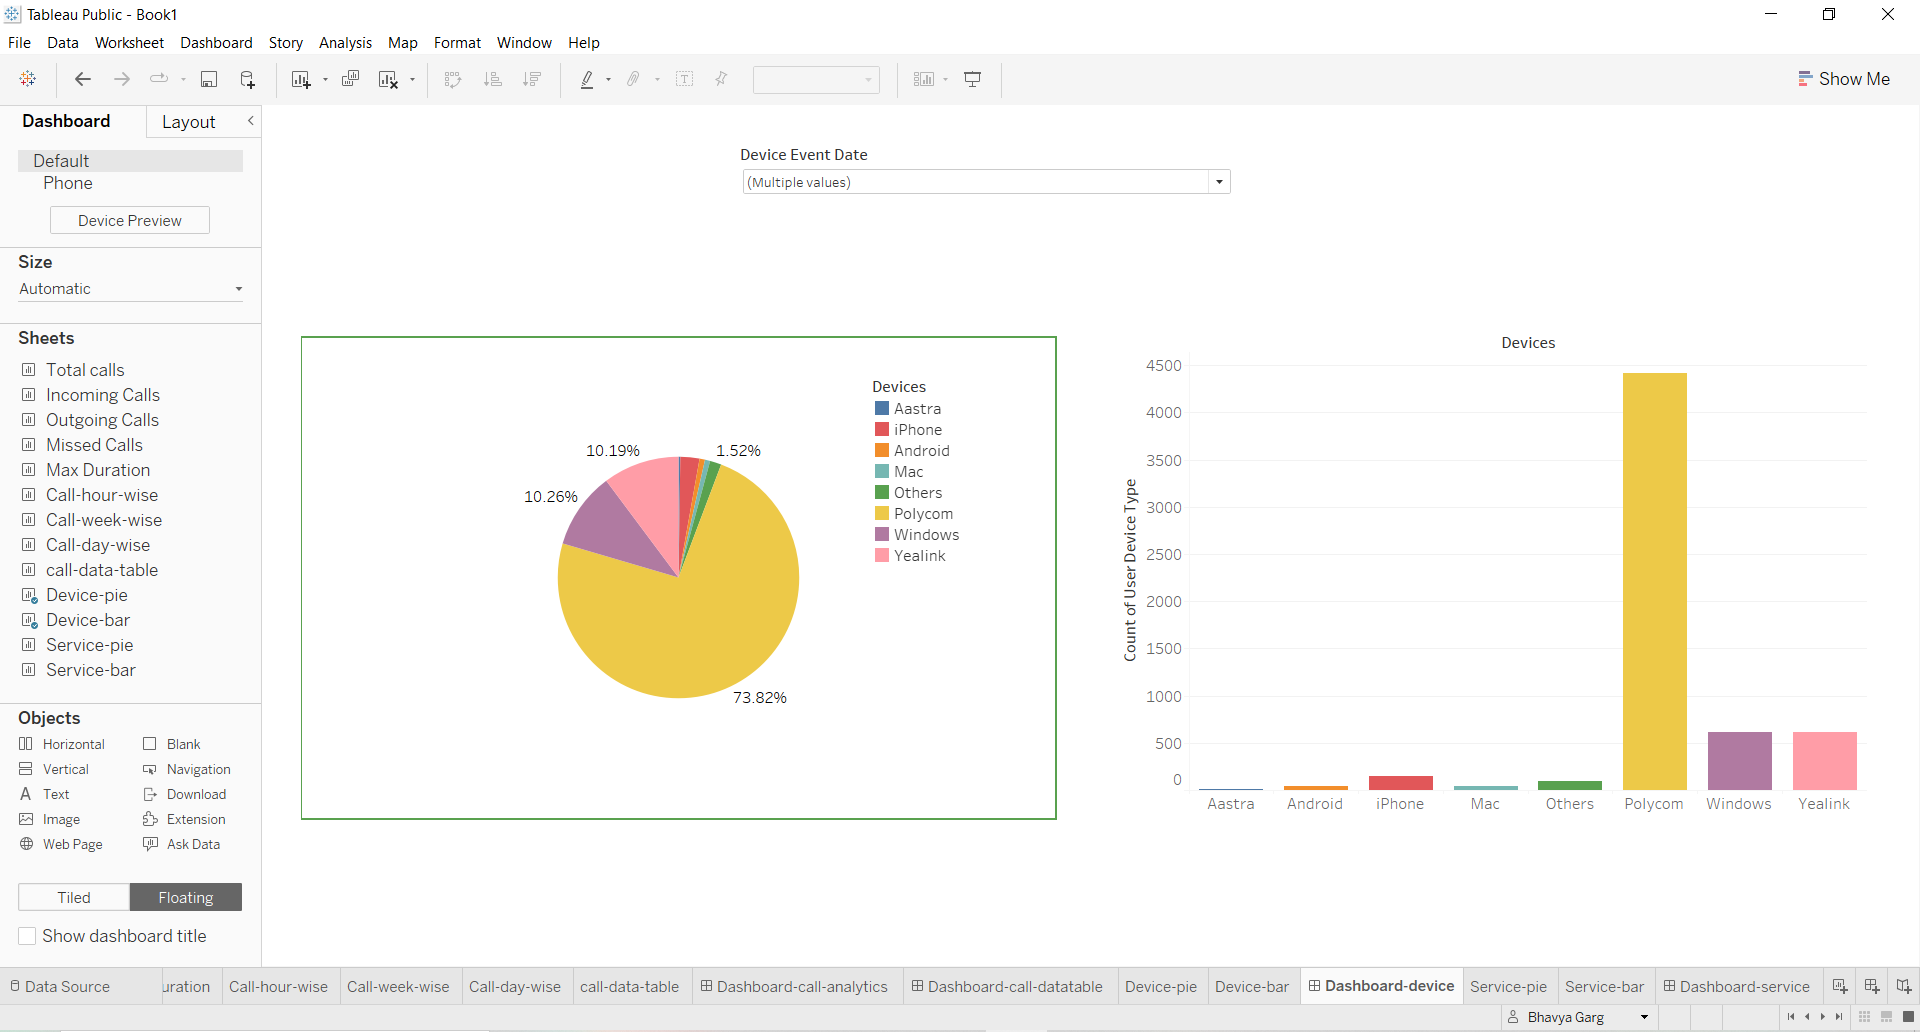 Tableau Public - Book1
File Data Worksheet Dashboard Story Analysis Map Format Window Help
Show Me
Dashboard
Layout
Default
Phone
Device Preview
Size
Automatic
Sheets
Total calls
Incoming Calls
Outgoing Calls
Missed Calls
Max Duration
Call-hour-wise
Call-week-wise
Call-day-wise
call-data-table
Device-pie
Device-bar
Service-pie
Service-bar
Objects
Horizontal Blank
Vertical Navigation
Text Download
Image Extension
Web Page Ask Data
Tiled Floating
Show dashboard title
Device Event Date
(Multiple values)
Devices
Aastra
iPhone
Android
Mac
Others
Polycom
Windows
Yealink
10.19%
1.52%
10.26%
73.82%
Devices
Count of User Device Type
4500
4000
3500
3000
2500
2000
1500
1000
500
0
Aastra Android iPhone Mac Others Polycom Windows Yealink
Data Source uration Call-hour-wise Call-week-wise Call-day-wise call-data-table Dashboard-call-analytics Dashboard-call-datatable Device-pie Device-bar Dashboard-device Service-pie Service-bar Dashboard-service
Bhavya Garg